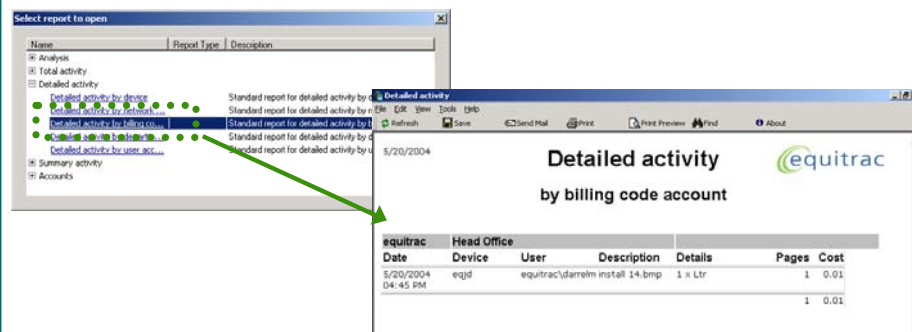 Select report to open
Name Report Type Description
Analysis
Total activity
Detailed activity
Detailed activity by device Standard report for detailed activity by d
Detailed activity by network ... Standard report for detailed activity by n
Detailed activity by billing co... Standard report for detailed activity by b
Detailed activity by Standard report for detailed activity by d
Detailed activity by user acc... Standard report for detailed activity by u
Summary activity
Accounts
Detailed activity
File Edit View Tools Help
Refresh Save Send Mail Print Print Preview Find About
5/20/2004
Detailed activity
equitrac
by billing code account
equitrac Head Office
Date Device User Description Details Pages Cost
5/20/2004 eqjd equitrac\darrelm install 14.bmp 1 x Ltr 1 0.01
04:45 PM
1 0.01